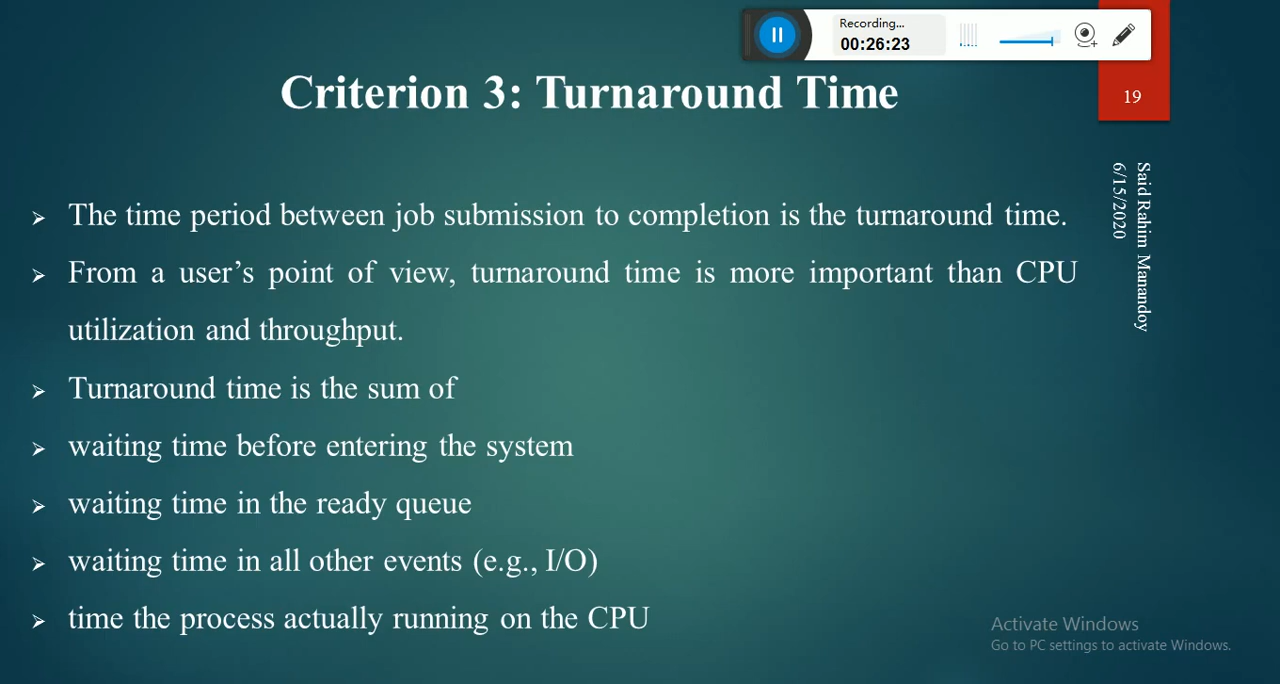 Recording...
00:26:23
Criterion 3: Turnaround Time
19
Said Rahim Manandoy
6/15/2020
➢ The time period between job submission to completion is the turnaround time.
➢ From a user’s point of view, turnaround time is more important than CPU
utilization and throughput.
➢ Turnaround time is the sum of
➢ waiting time before entering the system
➢ waiting time in the ready queue
➢ waiting time in all other events (e.g., I/O)
➢ time the process actually running on the CPU
Activate Windows
Go to PC settings to activate Windows.